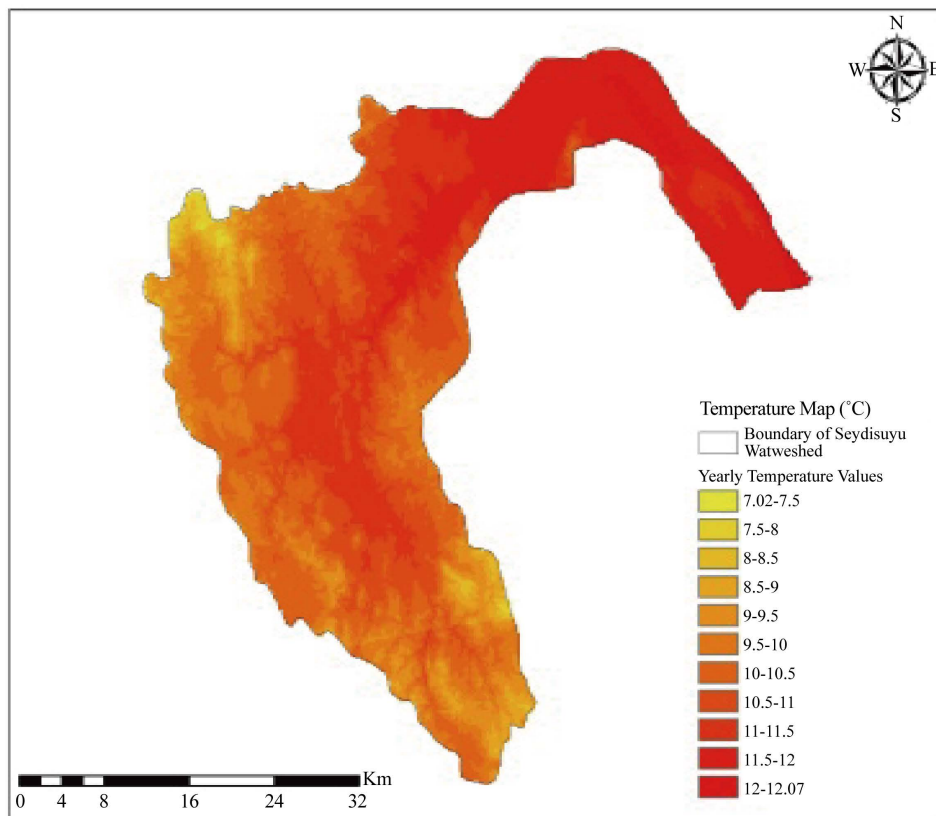 N
W E
S
Temperature Map (˚C)
Boundary of Seydisuyu
Watweshed
Yearly Temperature Values
7.02-7.5
7.5-8
8-8.5
8.5-9
9-9.5
9.5-10
10-10.5
10.5-11
11-11.5
11.5-12
12-12.07
Km
0 4 8 16 24 32